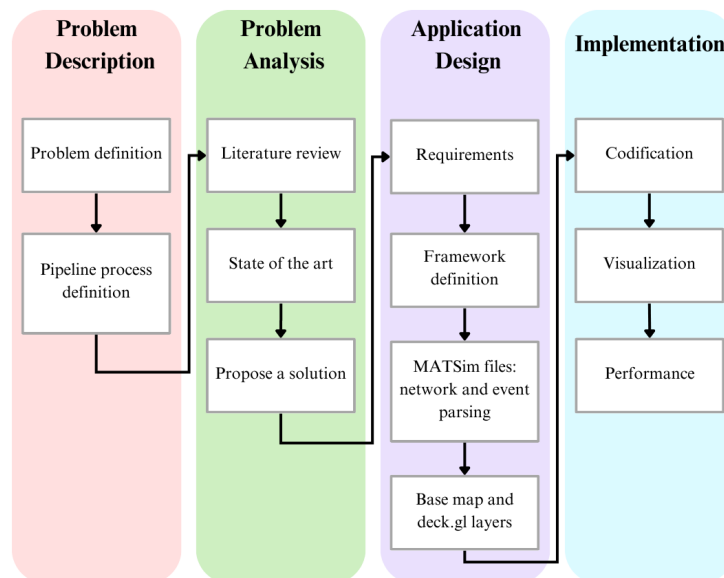 Problem
Description
Problem
Analysis
Application
Design
Implementation
Problem definition
Pipeline process
definition
Literature review
State of the art
Propose a solution
Requirements
Framework
definition
MATSim files:
network and event
parsing
Base map and
deck.gl layers
Codification
Visualization
Performance